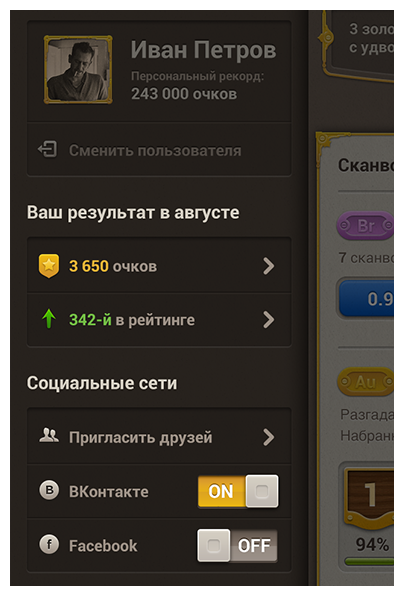 Иван Петров
Персональный рекорд:
243 000 очков
Сменить пользователя
Ваш результат в августе
3 650 очков
342-й в рейтинге
Социальные сети
Пригласить друзей
B ВКонтакте ON
f Facebook OFF
3 золо
с удво
Сканво
Br
7 сканво
0.9
Au
Разгада
Набранн
1
94%